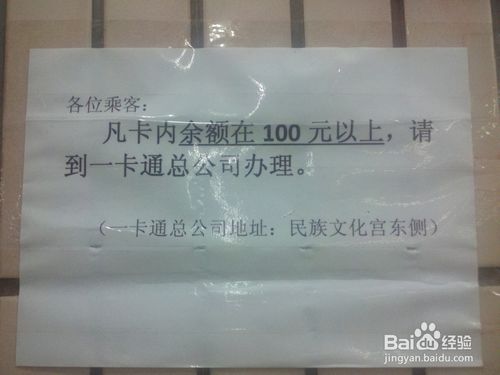 各位乘客：
凡卡内余额在 100 元以上，请
到一卡通总公司办理。
（一卡通总公司地址：民族文化宫东侧）
Bai 经验
jingyan.baidu.com